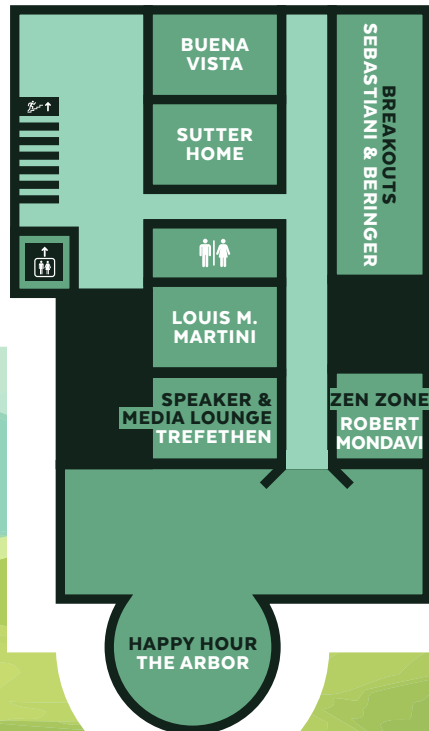 BUENA
VISTA
SUTTER
HOME
BREAKOUTS
SEBASTIANI & BERINGER
LOUIS M.
MARTINI
SPEAKER &
MEDIA LOUNGE
TREFETHEN
ZEN ZONE
ROBERT
MONDAVI
HAPPY HOUR
THE ARBOR